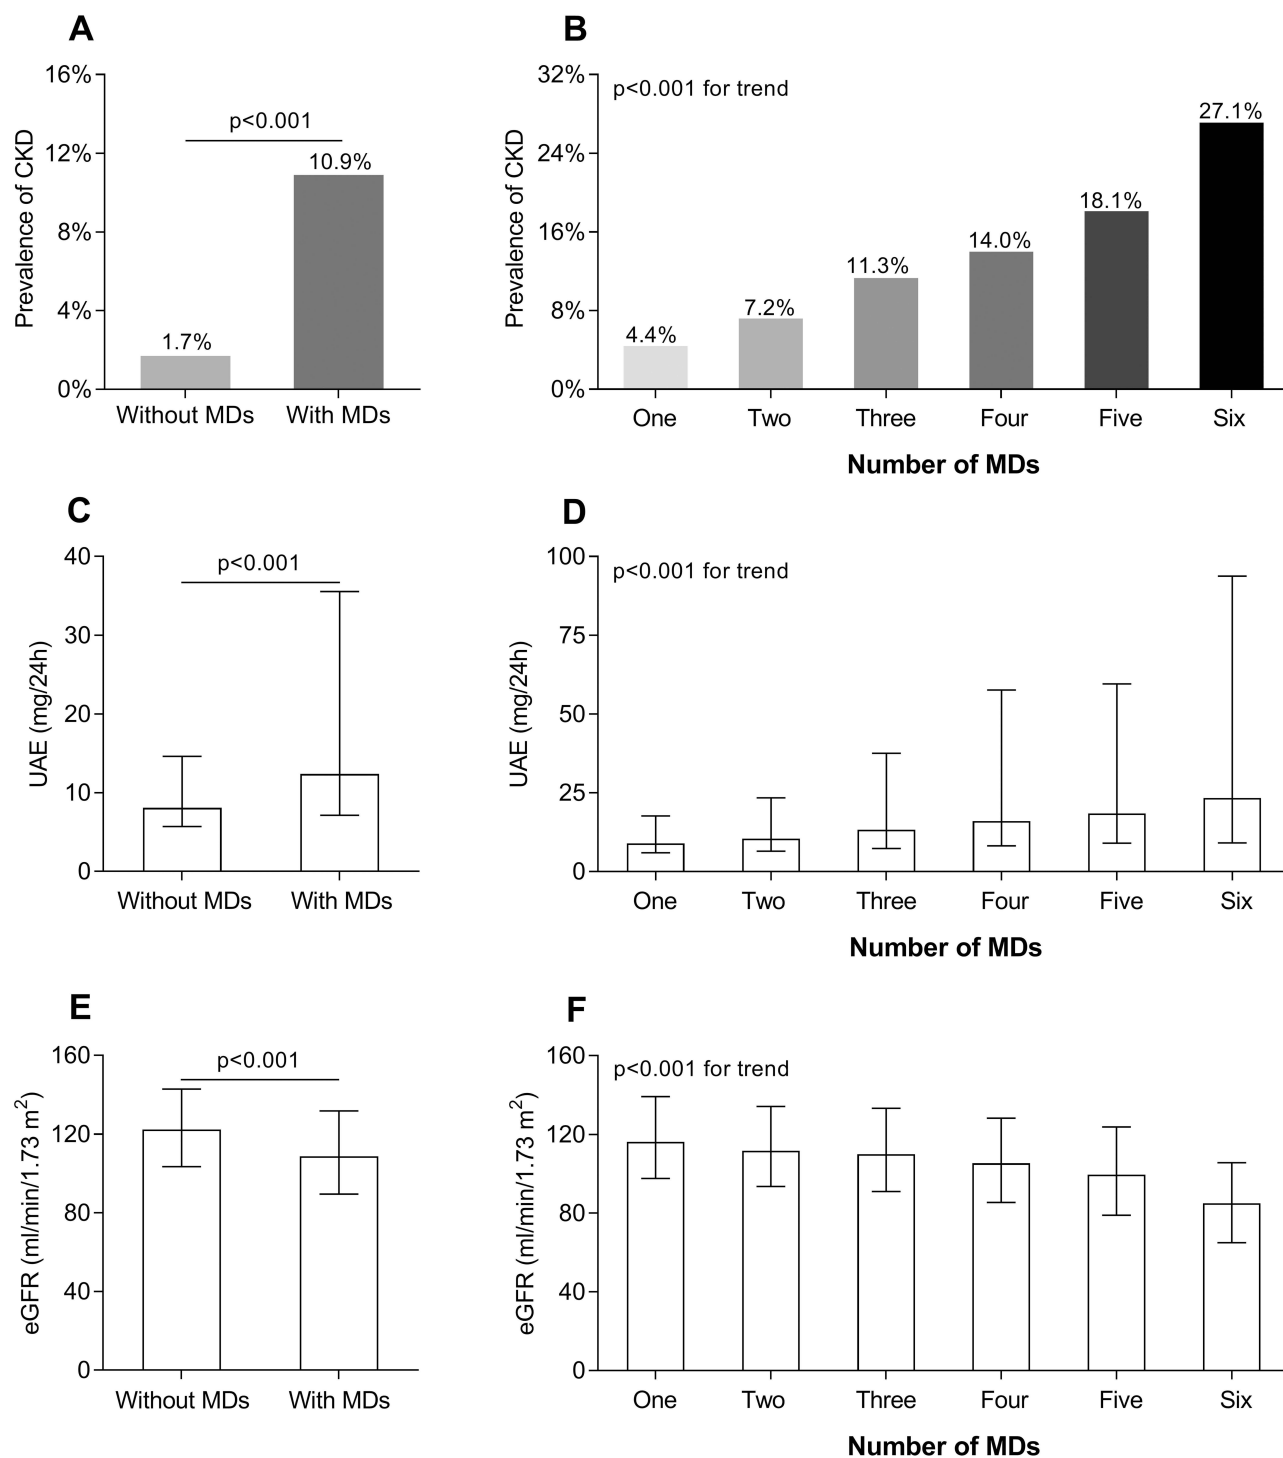 A
16%
12%
8%
4%
0%
Prevalence of CKD
p<0.001
1.7%
10.9%
Without MDs
With MDs
B
32%
24%
16%
8%
0%
Prevalence of CKD
p<0.001 for trend
4.4%
7.2%
11.3%
14.0%
18.1%
27.1%
One
Two
Three
Four
Five
Six
Number of MDs
C
40
30
20
10
0
UAE (mg/24h)
p<0.001
Without MDs
With MDs
D
100
75
50
25
0
UAE (mg/24h)
p<0.001 for trend
One
Two
Three
Four
Five
Six
Number of MDs
E
160
120
80
40
0
eGFR (ml/min/1.73 m²)
p<0.001
Without MDs
With MDs
F
160
120
80
40
0
eGFR (ml/min/1.73 m²)
p<0.001 for trend
One
Two
Three
Four
Five
Six
Number of MDs